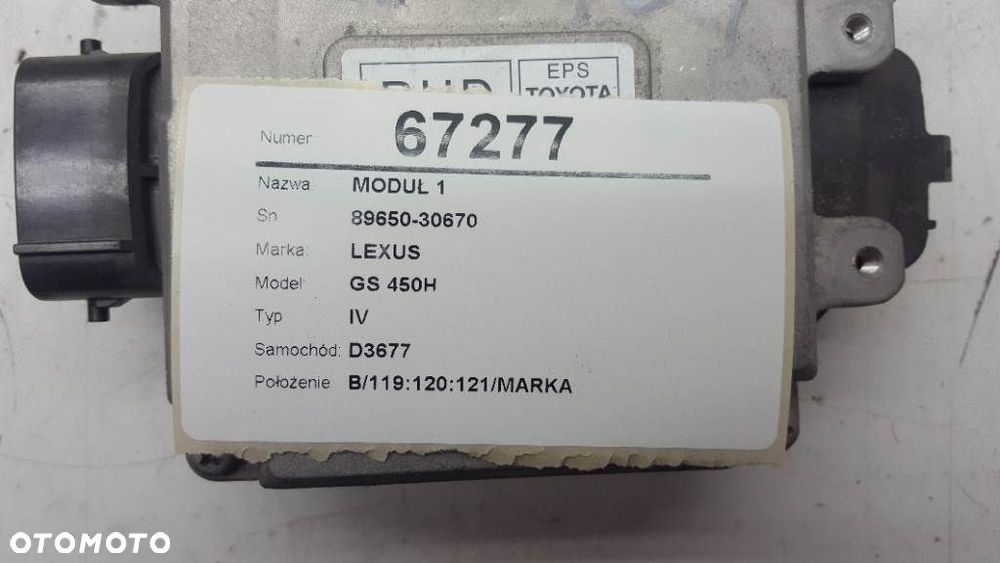 EPS
TOYOTA
Numer 67277
Nazwa MODUŁ 1
Sn 89650-30670
Marka: LEXUS
Model GS 450H
Typ IV
Samochód: D3677
Położenie B/119:120:121/MARKA
OTOMOTO